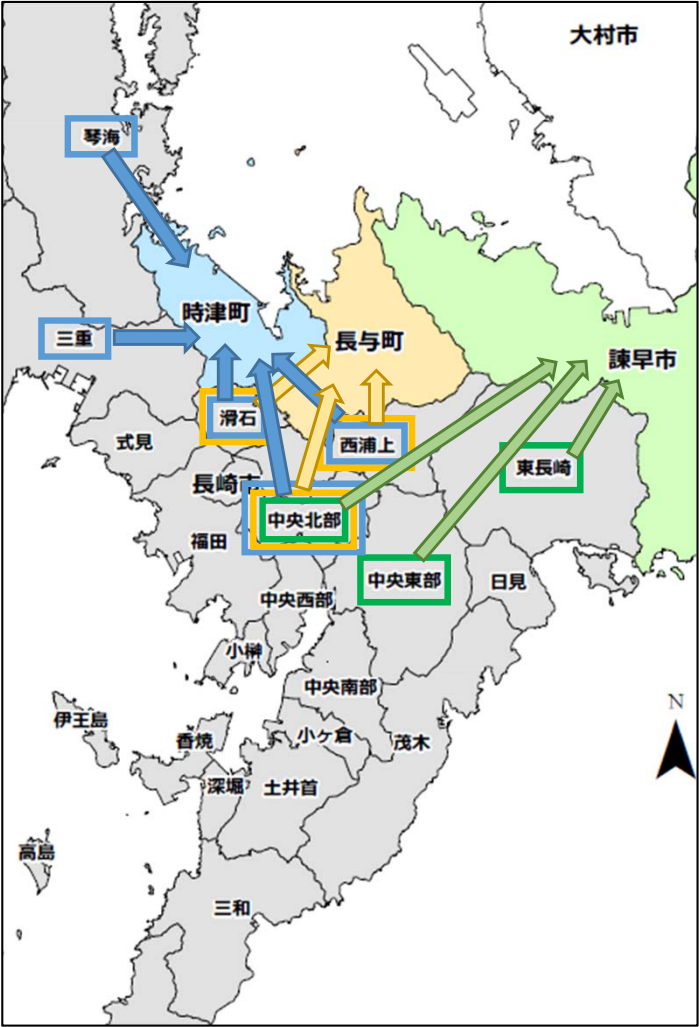 大村市
琴海
時津町
三重
長与町
諫早市
滑石
式見
西浦上
東長崎
長崎市
中央北部
福田
中央東部
日見
中央西部
小榊
中央南部
N
伊王島
香焼
小ヶ倉
茂木
深堀
土井首
高島
三和